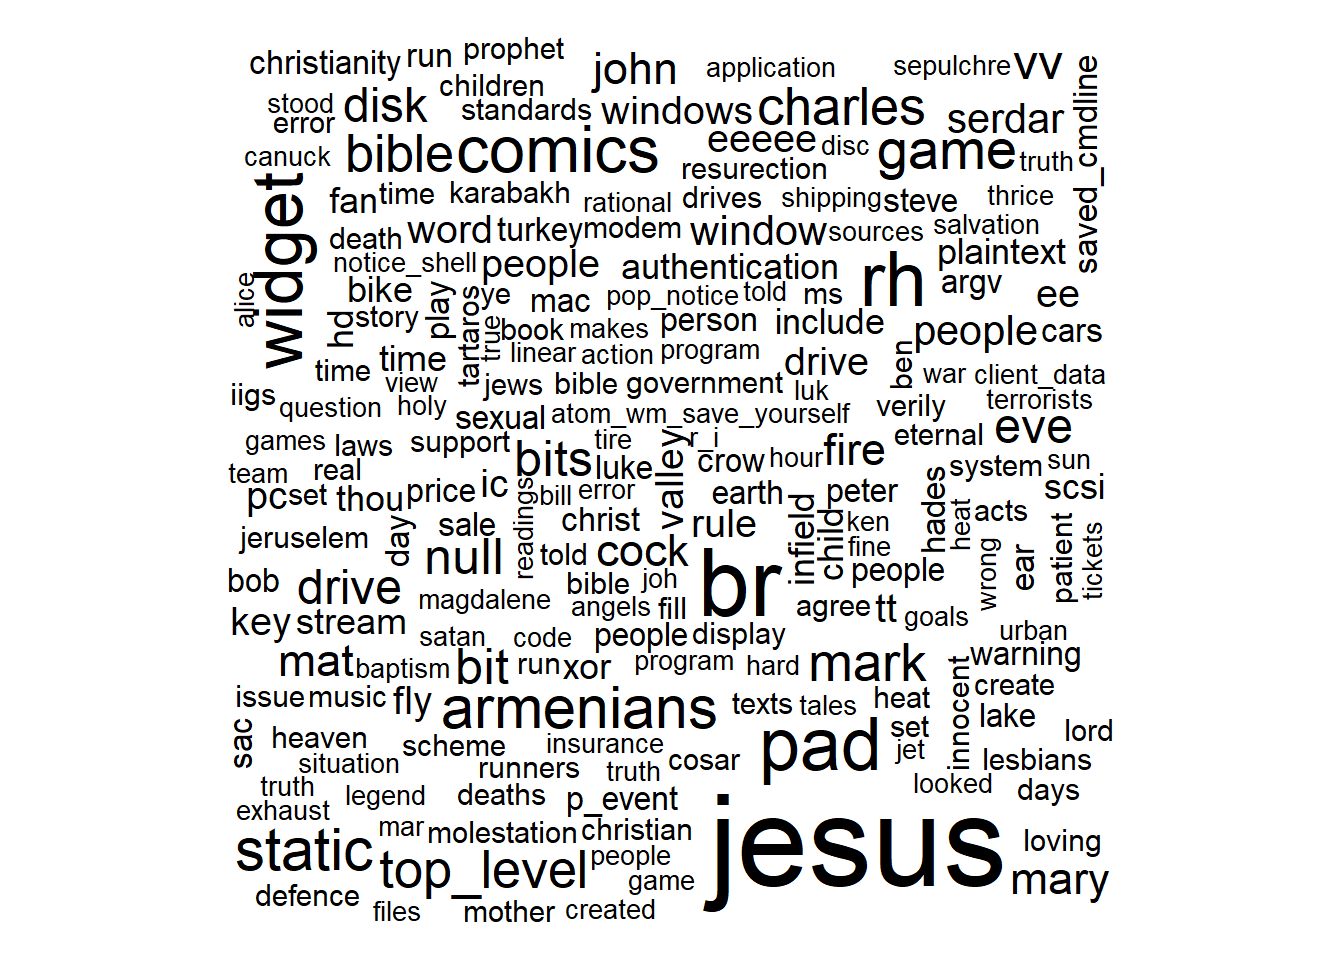 christianity run prophet john application sepulchre vv
children
stood disk standards windows charles serdar saved_cmdline
error
canuck bible comics eeeee disc game truth
resurection
widget fan time karabakh rational drives shipping steve thrice
death word turkey modem window sources salvation
notice_shell people authentication rh plaintext
alice bike ye mac pop_notice told ms argv ee
hd story play tartaros true book makes person include people cars
time time linear action program drive ben
view jews bible government luk war client_data
iigs question holy sexual atom_wm_save_yourself verily terrorists
games laws support bits tire r_i valley crow hour fire eternal eve
team real luke system sun
pc set thou price ic bill error earth peter hades scsi
readings infield child ken heat acts
jeruselem day sale christ rule fine patient tickets
null told cock br people wrong ear
bob drive magdalene bible joh
angels fill agree tt goals
key stream satan code people display urban
mat baptism bit run xor program hard mark innocent warning
issue music fly armenians texts tales heat create
sac heaven scheme insurance pad set lake lord
situation runners truth cosar jet lesbians
truth looked days
exhaust legend deaths p_event
static mar molestation christian jesus loving
top_level people
game mary
defence
files mother created